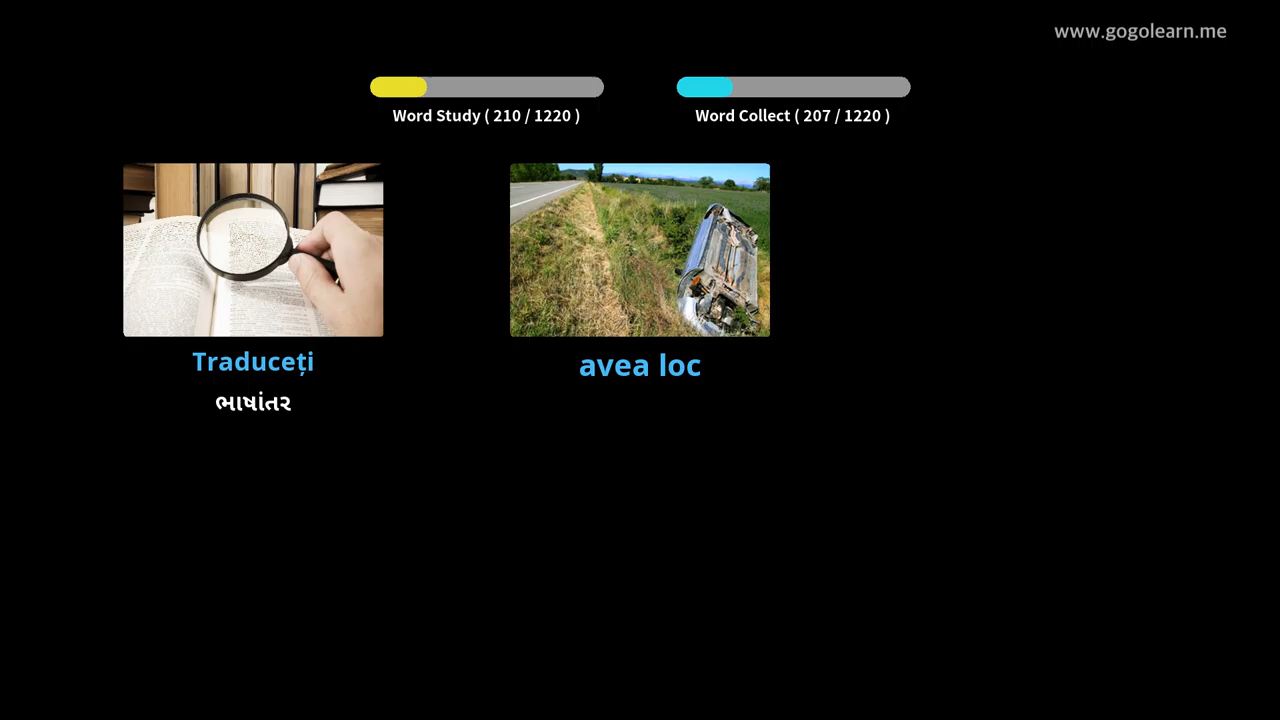 www.gogolearn.me
Word Study ( 210 / 1220 )
Word Collect ( 207 / 1220 )
Traduceți
ભાષાંતર
avea loc